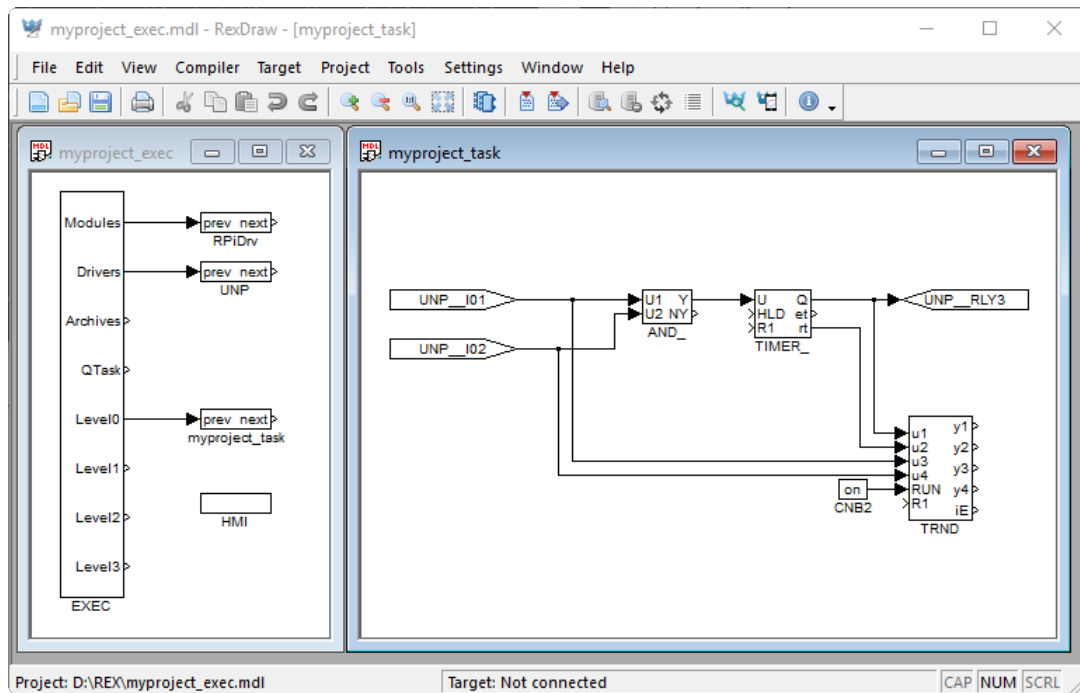 myproject_exec.mdl - RexDraw - [myproject_task]
File Edit View Compiler Target Project Tools Settings Window Help
MDL myproject_exec
Modules
prev next
RPiDrv
Drivers
prev next
UNP
Archives
QTask
Level0
prev next
myproject_task
Level1
HMI
Level2
Level3
EXEC
MDL myproject_task
UNP__I01
U1 Y
U2 NY
AND_
U Q
HLD et
R1 rt
TIMER_
UNP__RLY3
UNP__I02
u1 y1
u2 y2
u3 y3
u4 y4
RUN
R1 iE
TRND
on
CNB2
Project: D:\REX\myproject_exec.mdl Target: Not connected CAP NUM SCRL